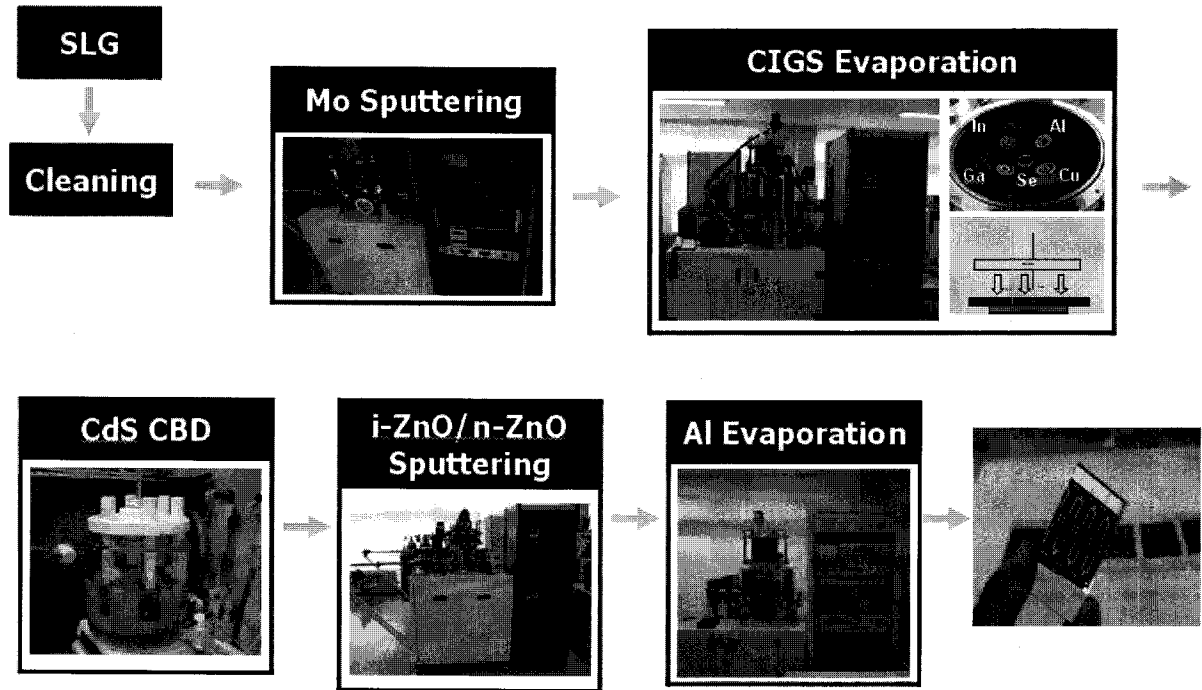 SLG
Cleaning
Mo Sputtering
CIGS Evaporation
In
Al
Ga
Se
Cu
CdS CBD
i-ZnO/n-ZnO
Sputtering
Al Evaporation